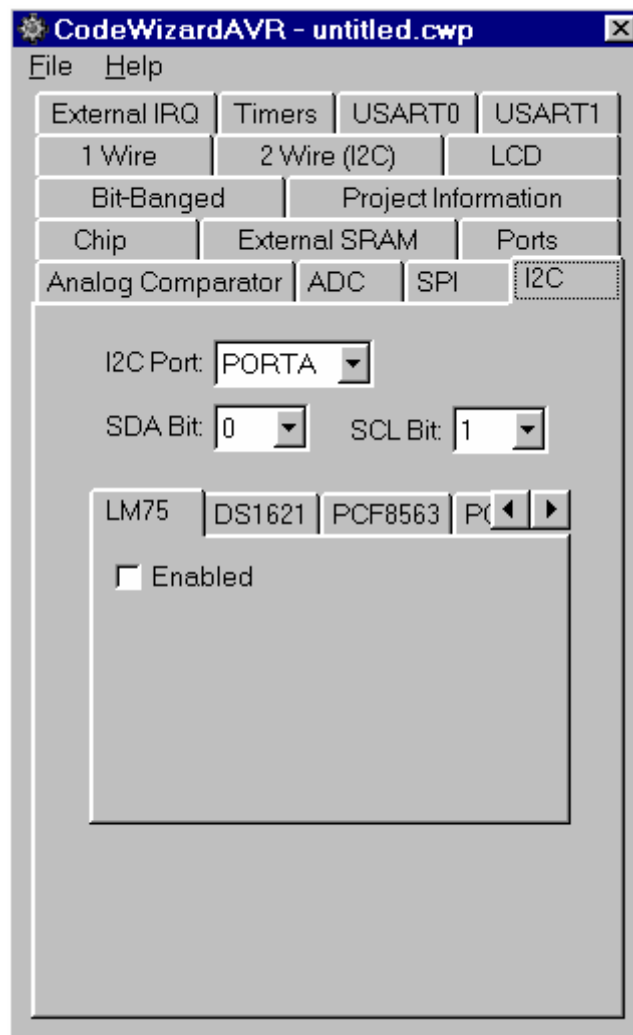 CodeWizardAVR - untitled.cwp
File Help
External IRQ Timers USART0 USART1
1 Wire 2 Wire (I2C) LCD
Bit-Banged Project Information
Chip External SRAM Ports
Analog Comparator ADC SPI I2C
I2C Port: PORTA
SDA Bit: 0 SCL Bit: 1
LM75 DS1621 PCF8563
Enabled